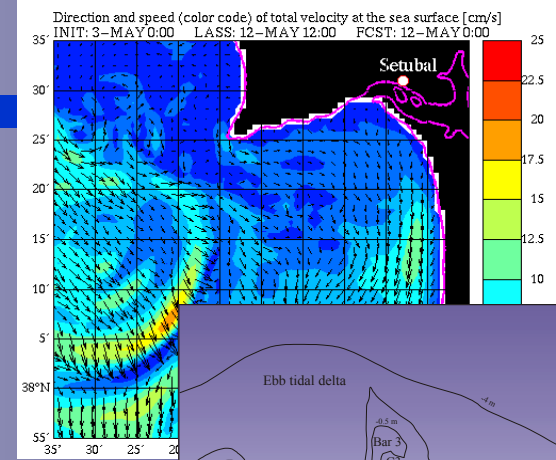 Direction and speed (color code) of total velocity at the sea surface [cm/s]
INIT: 3-MAY 0:00 LASS: 12-MAY 12:00 FCST: 12-MAY 0:00
35′
30′
25′
20′
15′
10′
5′
38°N
55′
35′ 30′ 25′ 20
Setubal
25
22.5
20
17.5
15
12.5
10
Ebb tidal delta
-4 m
-0.5 m
Bar 3